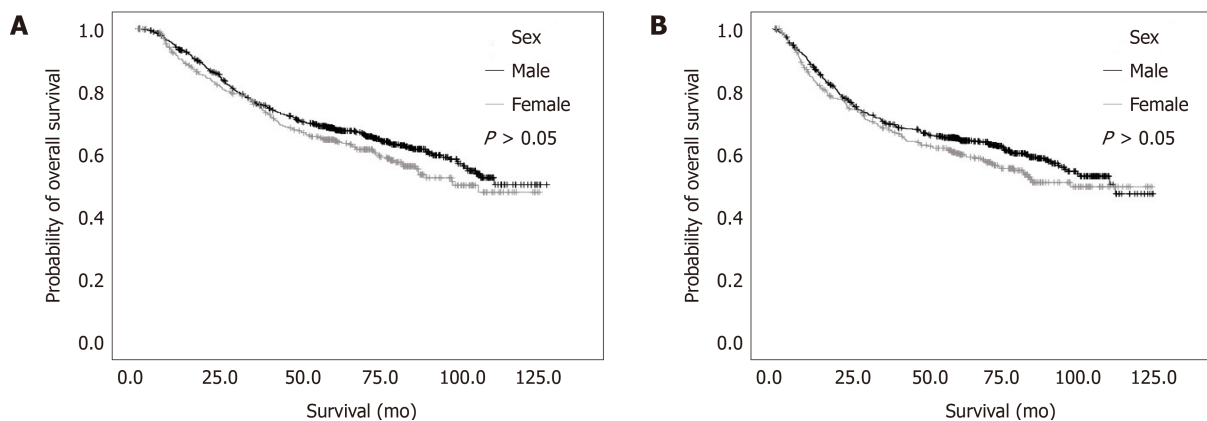 A
Probability of overall survival
1.0
0.8
0.6
0.4
0.2
0.0
Sex
Male
Female
P > 0.05
0.0 25.0 50.0 75.0 100.0 125.0
Survival (mo)
B
Probability of overall survival
1.0
0.8
0.6
0.4
0.2
0.0
Sex
Male
Female
P > 0.05
0.0 25.0 50.0 75.0 100.0 125.0
Survival (mo)